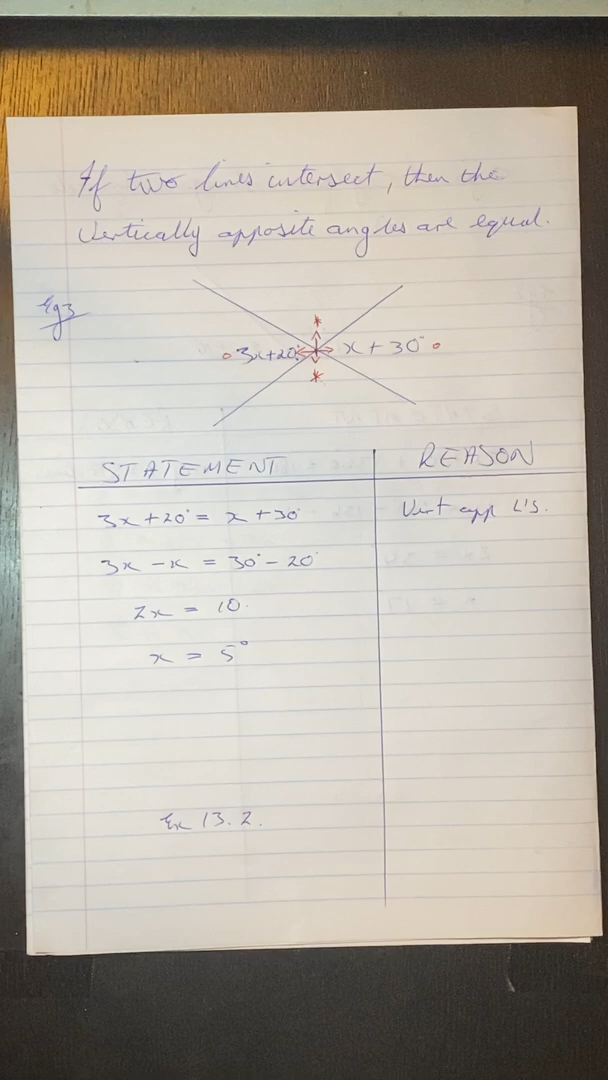 If two lines intersect, then the
vertically opposite angles are equal.
Eg3
3x+20° x + 30°
STATEMENT REASON
3x + 20° = x + 30° Vert opp L's.
3x - x = 30° - 20°
2x = 10.
x = 5°
Ex 13.2.